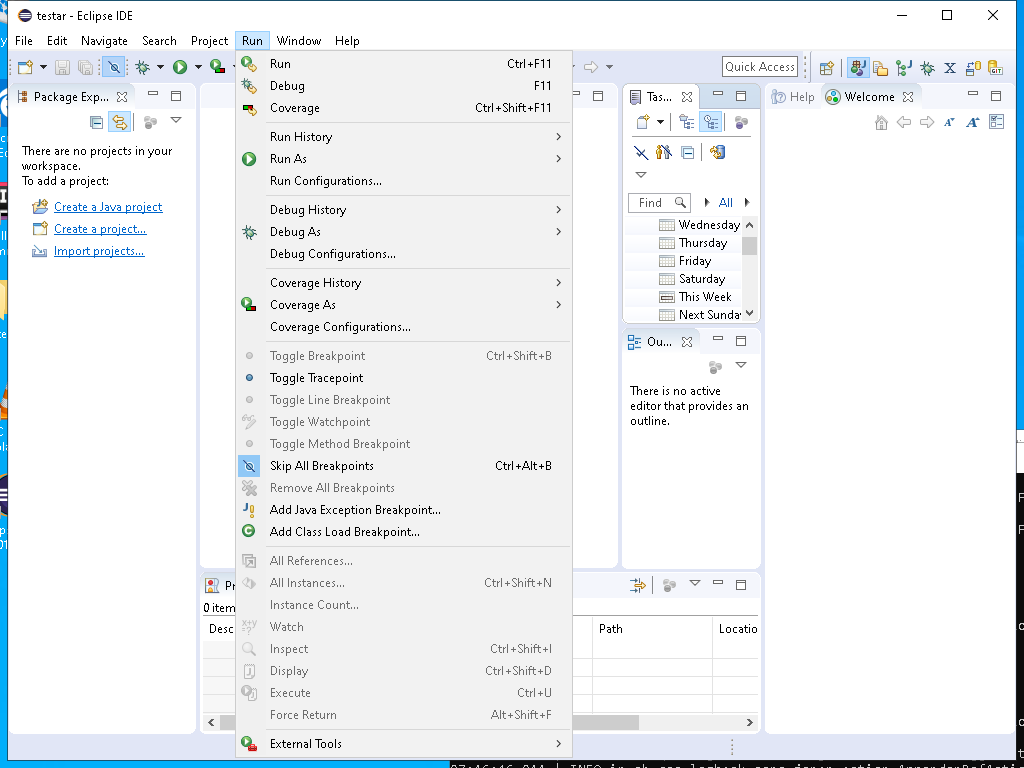 testar - Eclipse IDE
File Edit Navigate Search Project Run Window Help
Quick Access
Package Exp...
There are no projects in your
workspace.
To add a project:
Create a Java project
Create a project...
Import projects...
Run Ctrl+F11
Debug F11
Coverage Ctrl+Shift+F11
Run History
Run As
Run Configurations...
Debug History
Debug As
Debug Configurations...
Coverage History
Coverage As
Coverage Configurations...
Toggle Breakpoint Ctrl+Shift+B
Toggle Tracepoint
Toggle Line Breakpoint
Toggle Watchpoint
Toggle Method Breakpoint
Skip All Breakpoints Ctrl+Alt+B
Remove All Breakpoints
Add Java Exception Breakpoint...
Add Class Load Breakpoint...
All References...
All Instances... Ctrl+Shift+N
Instance Count...
Watch
Inspect Ctrl+Shift+I
Display Ctrl+Shift+D
Execute Ctrl+U
Force Return Alt+Shift+F
External Tools
Tas...
Find All
Wednesday
Thursday
Friday
Saturday
This Week
Next Sunda
Ou...
There is no active
editor that provides an
outline.
Help Welcome
Pr
0 item
Desc Path Locatio